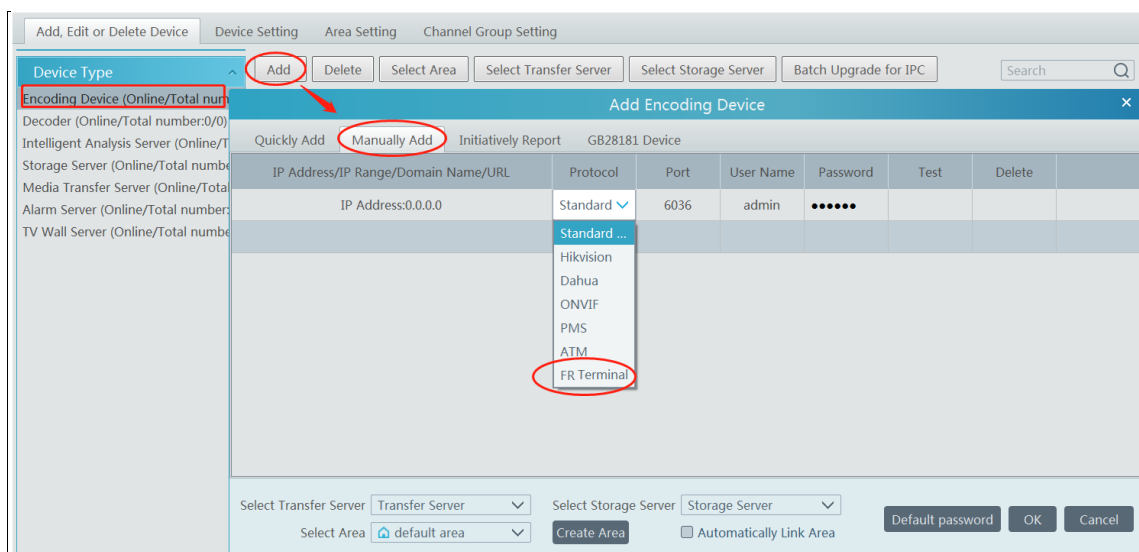 Add, Edit or Delete Device Device Setting Area Setting Channel Group Setting
Device Type
Add Delete Select Area Select Transfer Server Select Storage Server Batch Upgrade for IPC Search
Encoding Device (Online/Total num
Decoder (Online/Total number:0/0)
Intelligent Analysis Server (Online/T
Storage Server (Online/Total numbe
Media Transfer Server (Online/Total
Alarm Server (Online/Total number:
TV Wall Server (Online/Total numbe
Add Encoding Device
Quickly Add Manually Add Initiatively Report GB28181 Device
IP Address/IP Range/Domain Name/URL Protocol Port User Name Password Test Delete
IP Address:0.0.0.0 Standard 6036 admin ●●●●●●
Standard ...
Hikvision
Dahua
ONVIF
PMS
ATM
FR Terminal
Select Transfer Server Transfer Server Select Storage Server Storage Server
Select Area default area Create Area Automatically Link Area Default password OK Cancel